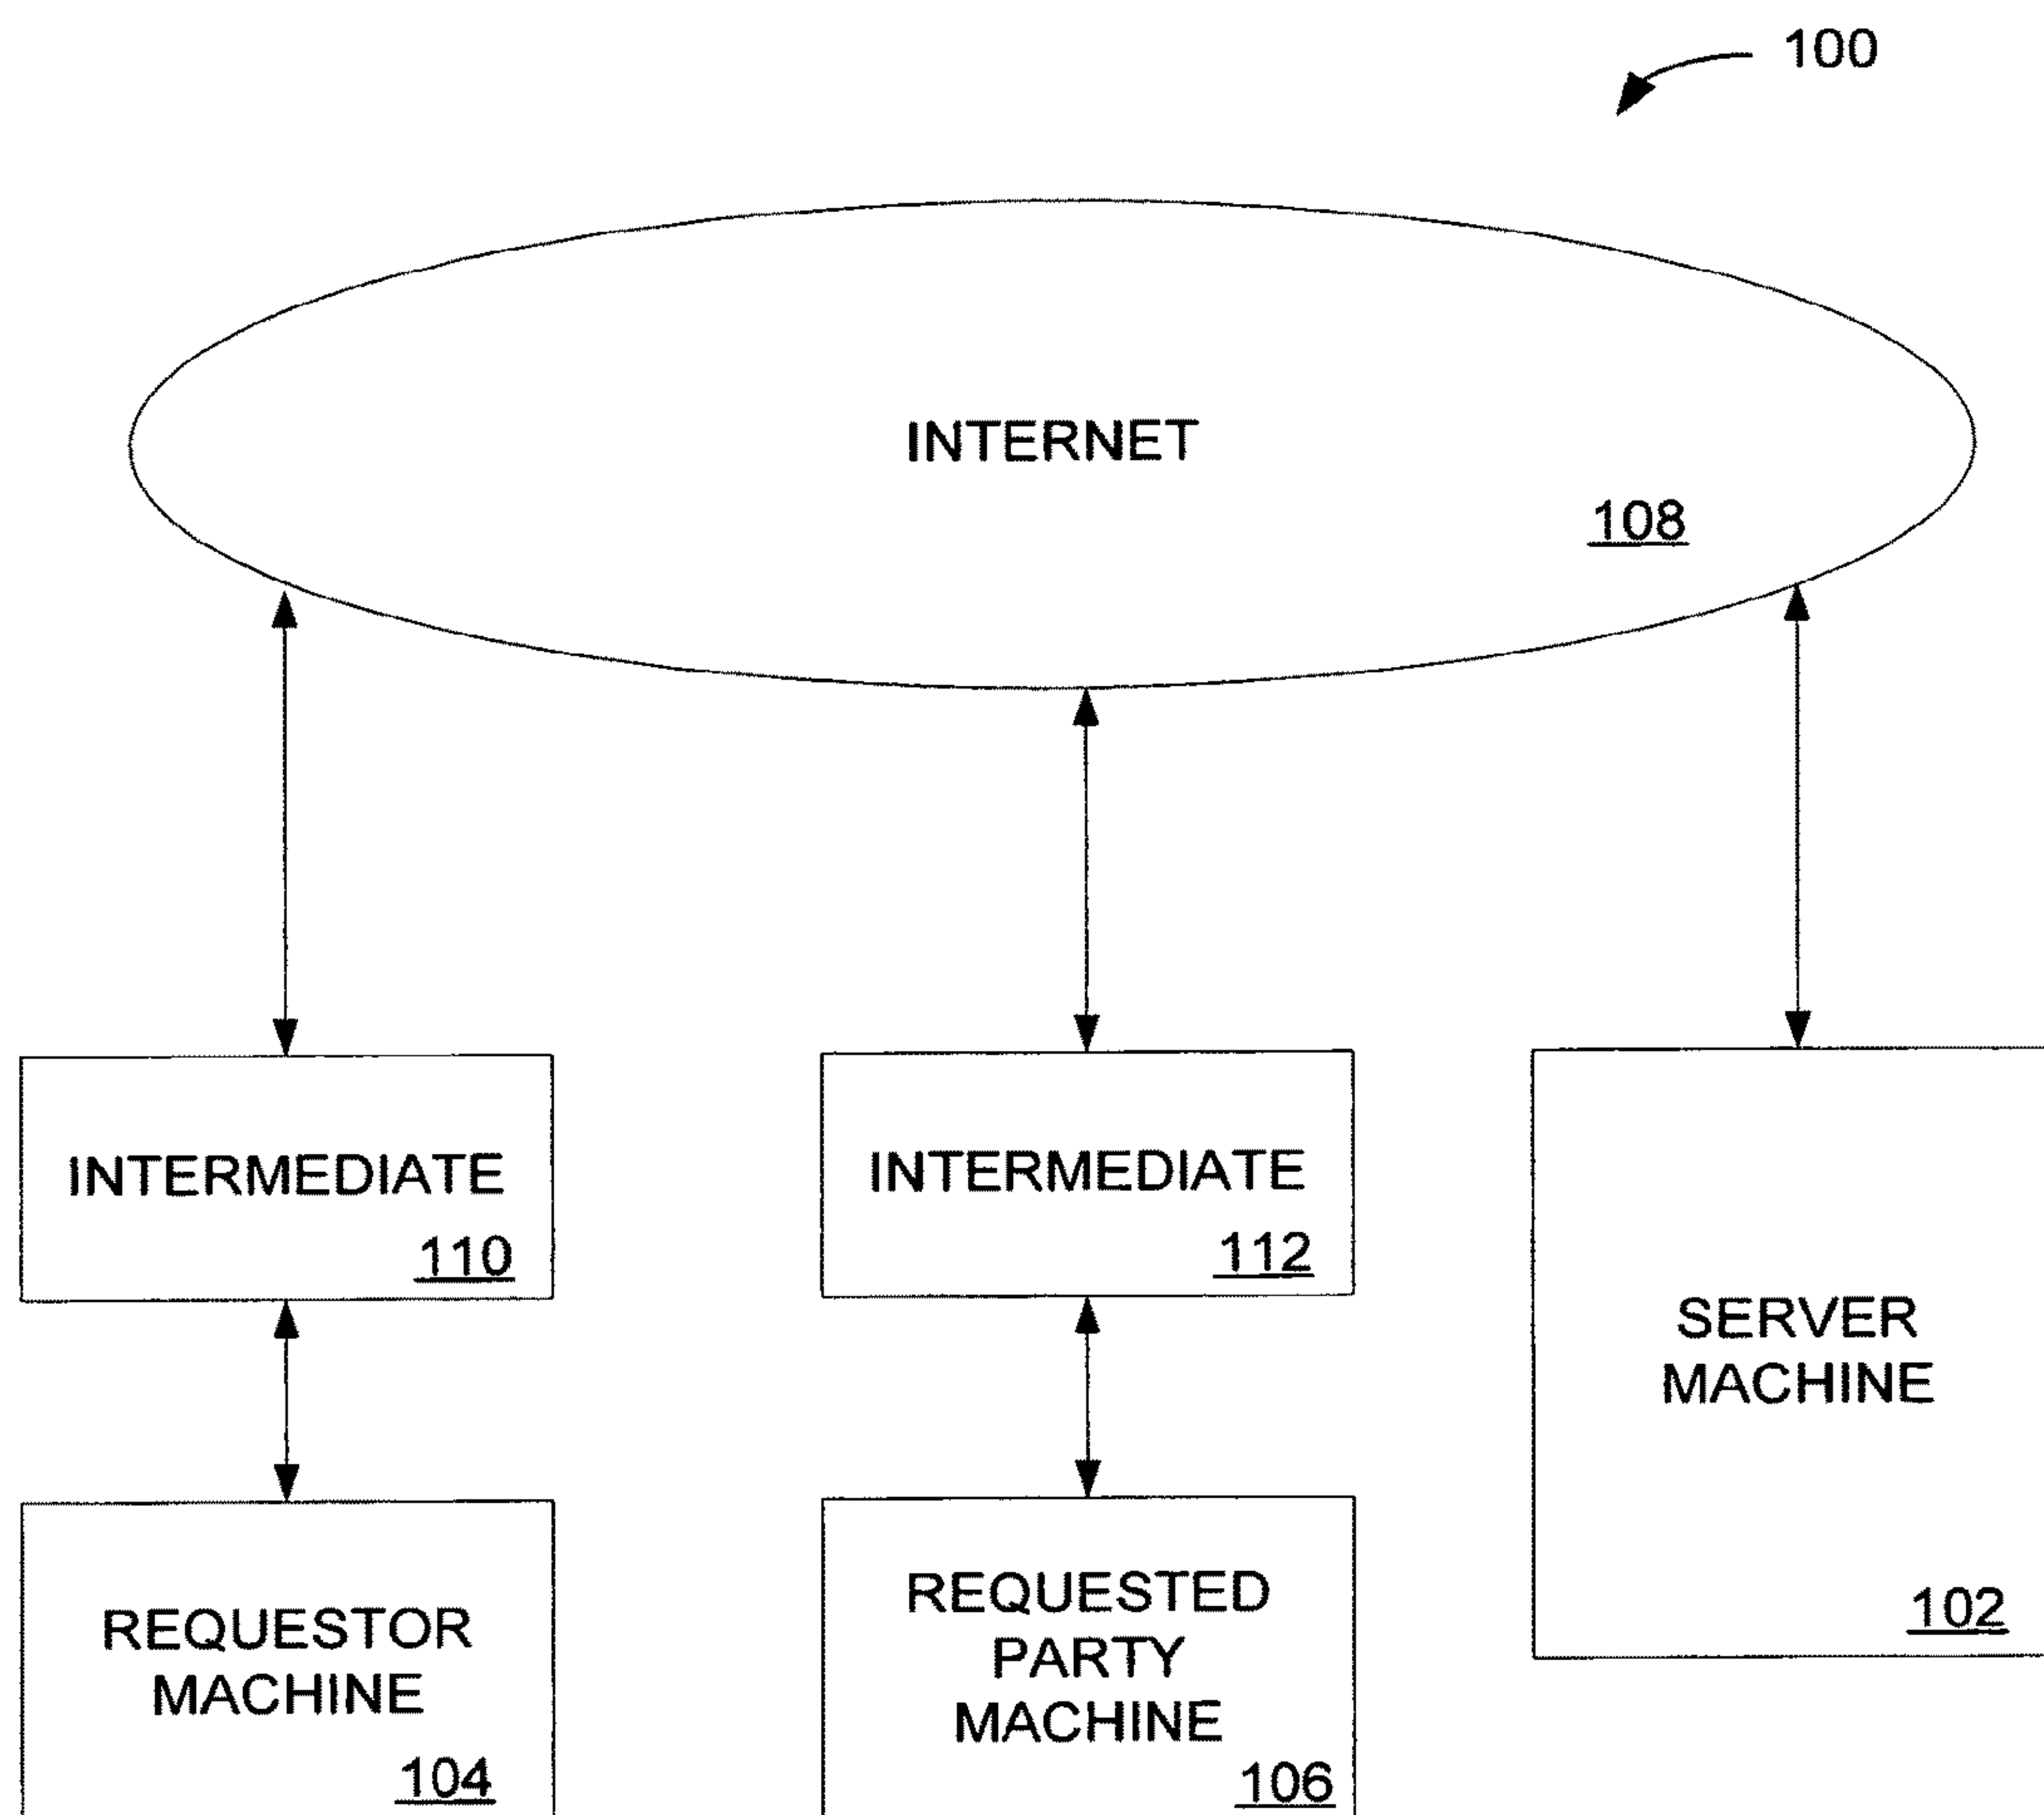 100
INTERNET
108
INTERMEDIATE
110
INTERMEDIATE
112
SERVER
MACHINE
102
REQUESTOR
MACHINE
104
REQUESTED
PARTY
MACHINE
106